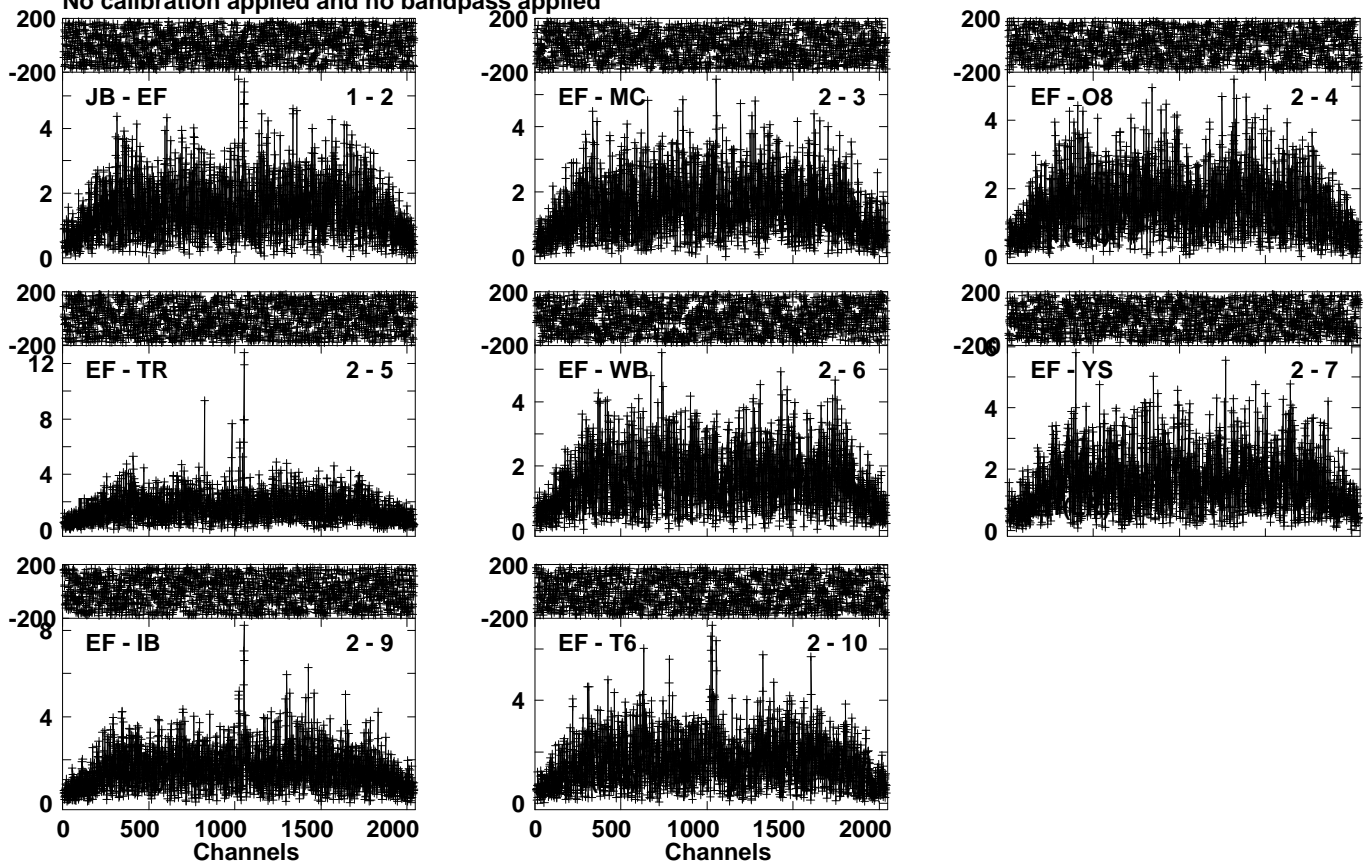 No calibration applied and no bandpass applied
200 200 200
-200 -200 -200
JB - EF 1 - 2 EF - MC 2 - 3 EF - O8 2 - 4
4 4 4
2 2 2
0 0 0
200 200 200
-200 -200 -200
6
EF - TR 2 - 5 EF - WB 2 - 6 EF - YS 2 - 7
12
8 4 4
4 2 2
0 0 0
200 200
-200 -200
8
EF - IB 2 - 9 EF - T6 2 - 10
4 4
0 0
0 500 1000 1500 2000 0 500 1000 1500 2000
Channels Channels